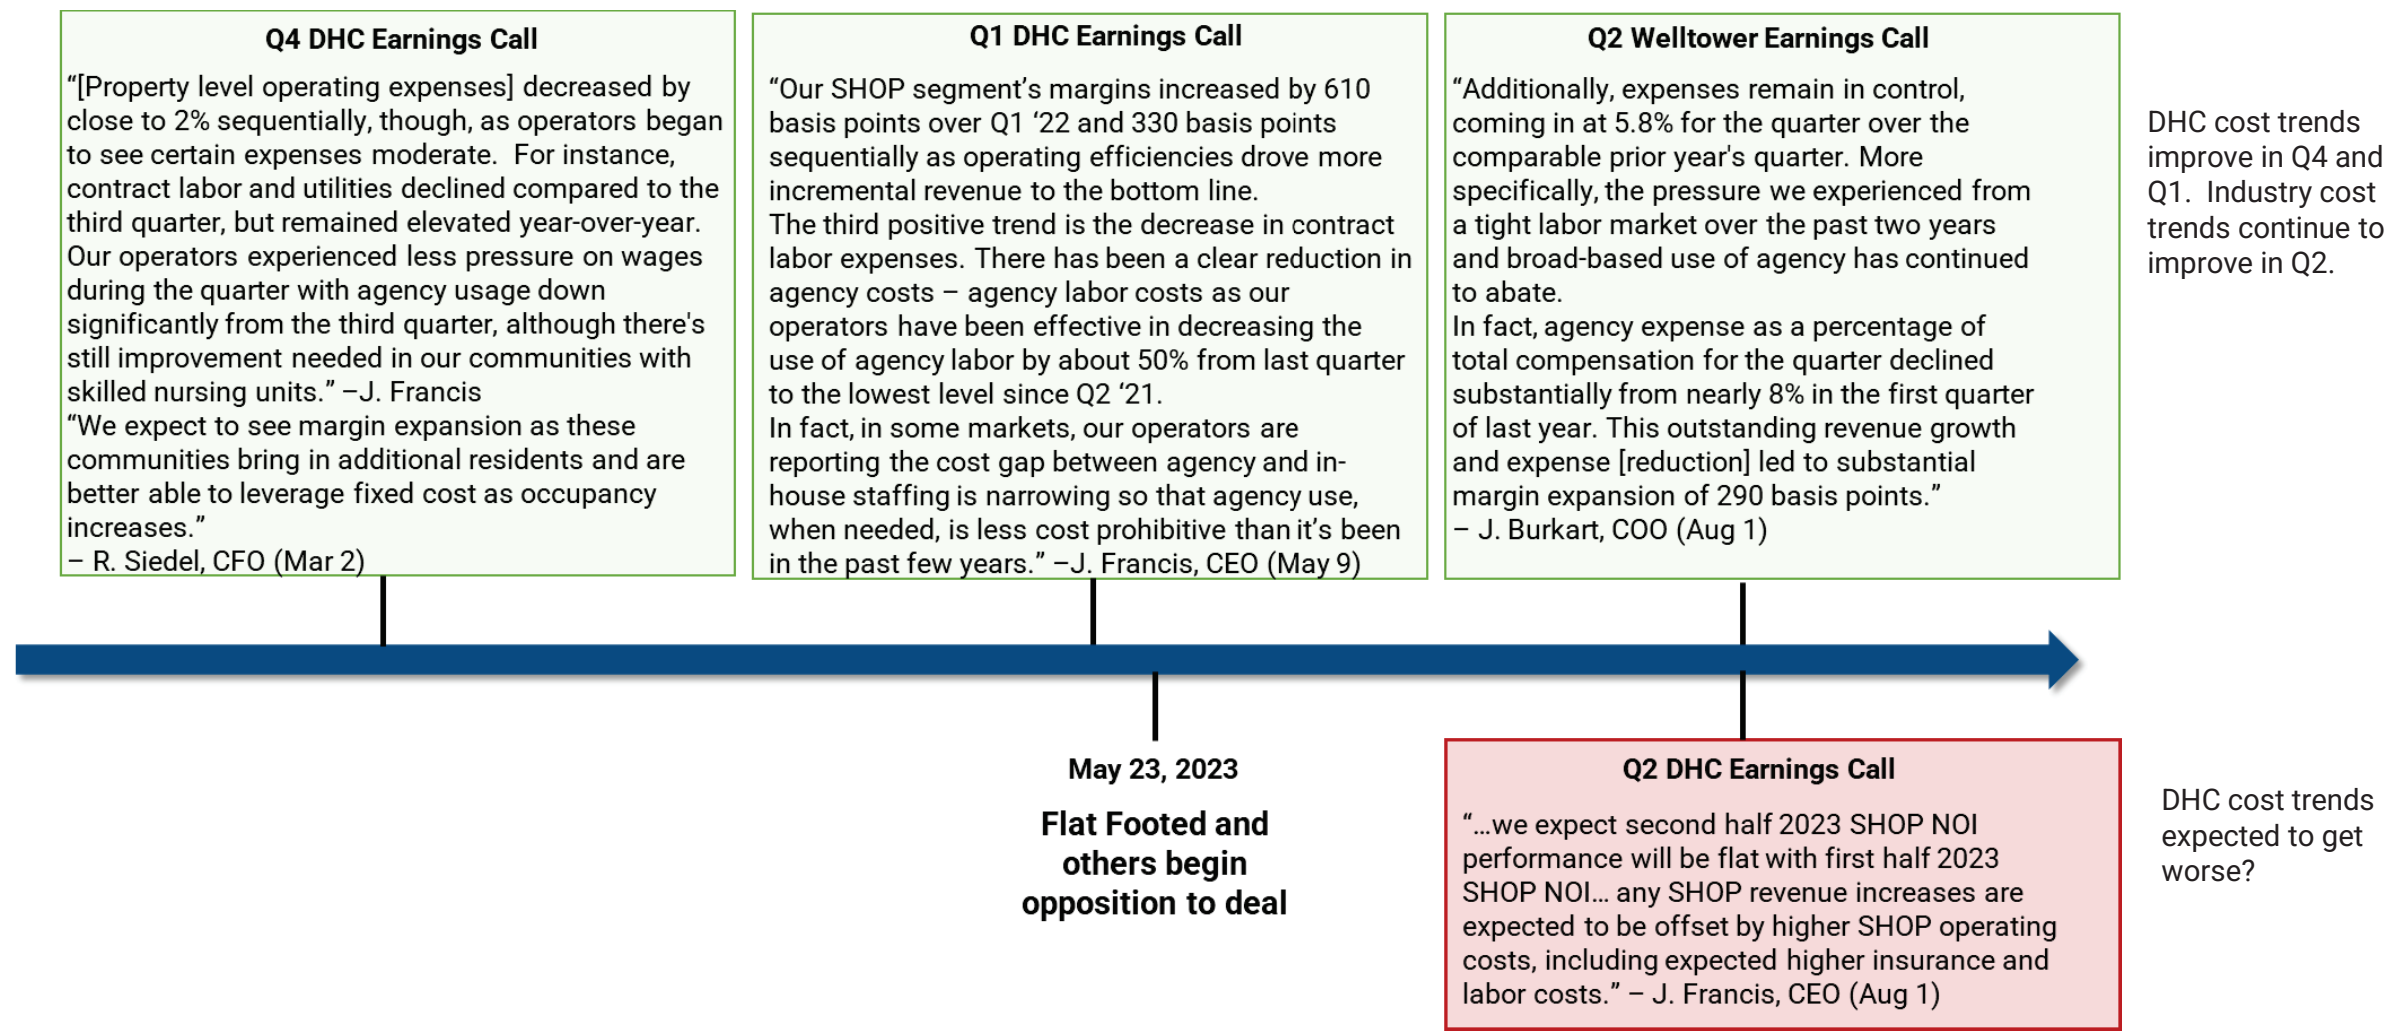 Q4 DHC Earnings Call
“[Property level operating expenses] decreased by
close to 2% sequentially, though, as operators began
to see certain expenses moderate.  For instance,
contract labor and utilities declined compared to the
third quarter, but remained elevated year-over-year.
Our operators experienced less pressure on wages
during the quarter with agency usage down
significantly from the third quarter, although there's
still improvement needed in our communities with
skilled nursing units.” –J. Francis
“We expect to see margin expansion as these
communities bring in additional residents and are
better able to leverage fixed cost as occupancy
increases.”
– R. Siedel, CFO (Mar 2)
Q1 DHC Earnings Call
“Our SHOP segment’s margins increased by 610
basis points over Q1 ‘22 and 330 basis points
sequentially as operating efficiencies drove more
incremental revenue to the bottom line.
The third positive trend is the decrease in contract
labor expenses. There has been a clear reduction in
agency costs – agency labor costs as our
operators have been effective in decreasing the
use of agency labor by about 50% from last quarter
to the lowest level since Q2 ‘21.
In fact, in some markets, our operators are
reporting the cost gap between agency and in-
house staffing is narrowing so that agency use,
when needed, is less cost prohibitive than it’s been
in the past few years.” –J. Francis, CEO (May 9)
Q2 Welltower Earnings Call
“Additionally, expenses remain in control,
coming in at 5.8% for the quarter over the
comparable prior year's quarter. More
specifically, the pressure we experienced from
a tight labor market over the past two years
and broad-based use of agency has continued
to abate.
In fact, agency expense as a percentage of
total compensation for the quarter declined
substantially from nearly 8% in the first quarter
of last year. This outstanding revenue growth
and expense [reduction] led to substantial
margin expansion of 290 basis points.”
– J. Burkart, COO (Aug 1)
DHC cost trends
improve in Q4 and
Q1.  Industry cost
trends continue to
improve in Q2.
May 23, 2023
Flat Footed and
others begin
opposition to deal
Q2 DHC Earnings Call
“…we expect second half 2023 SHOP NOI
performance will be flat with first half 2023
SHOP NOI… any SHOP revenue increases are
expected to be offset by higher SHOP operating
costs, including expected higher insurance and
labor costs.” – J. Francis, CEO (Aug 1)
DHC cost trends
expected to get
worse?